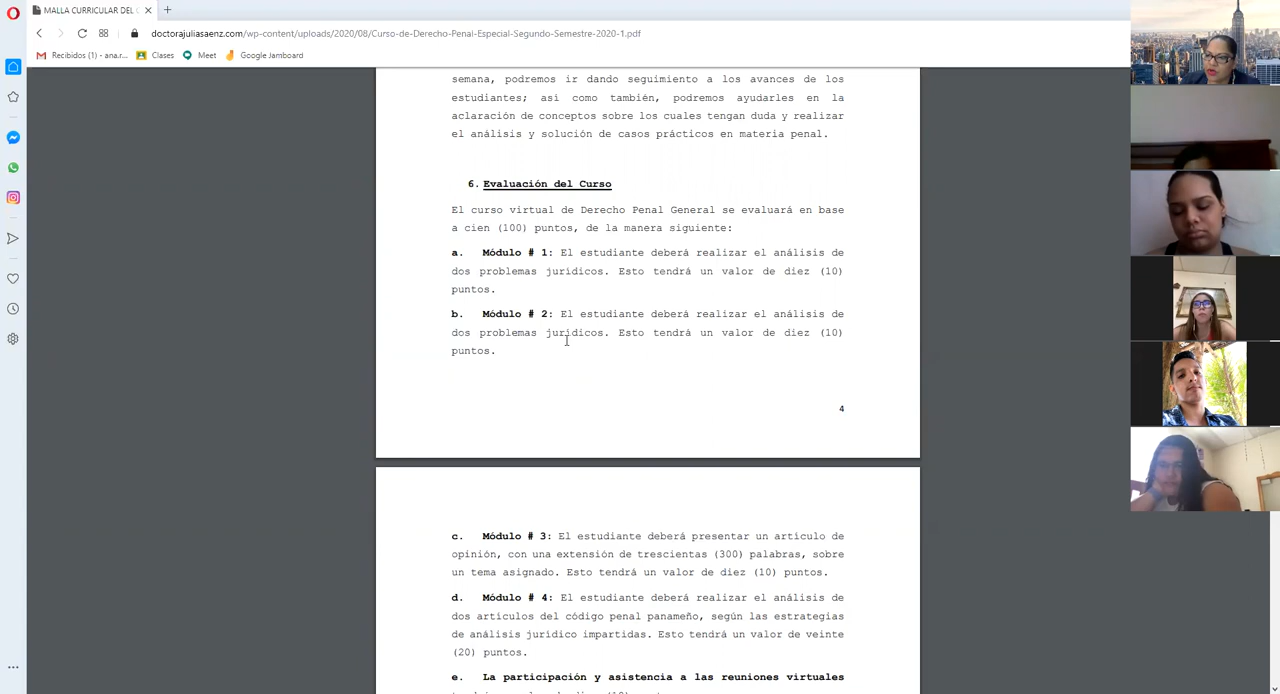 MALLA CURRICULAR DEL C
doctorajuliasaenz.com/wp-content/uploads/2020/08/Curso-de-Derecho-Penal-Especial-Segundo-Semestre-2020-1.pdf
Recibidos (1) - ana.r... Clases Meet Google Jamboard
semana, podremos ir dando seguimiento a los avances de los
estudiantes; así como también, podremos ayudarles en la
aclaración de conceptos sobre los cuales tengan duda y realizar
el análisis y solución de casos prácticos en materia penal.
6. Evaluación del Curso
El curso virtual de Derecho Penal General se evaluará en base
a cien (100) puntos, de la manera siguiente:
a. Módulo # 1: El estudiante deberá realizar el análisis de
dos problemas jurídicos. Esto tendrá un valor de diez (10)
puntos.
b. Módulo # 2: El estudiante deberá realizar el análisis de
dos problemas jurídicos. Esto tendrá un valor de diez (10)
puntos.
4
c. Módulo # 3: El estudiante deberá presentar un artículo de
opinión, con una extensión de trescientas (300) palabras, sobre
un tema asignado. Esto tendrá un valor de diez (10) puntos.
d. Módulo # 4: El estudiante deberá realizar el análisis de
dos artículos del código penal panameño, según las estrategias
de análisis jurídico impartidas. Esto tendrá un valor de veinte
(20) puntos.
e. La participación y asistencia a las reuniones virtuales